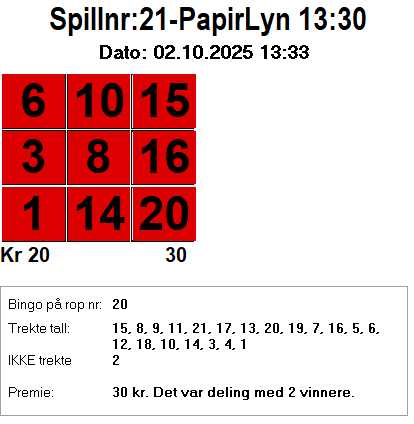 Spillnr:21-PapirLyn 13:30
Dato: 02.10.2025 13:33
6 10 15
3 8 16
1 14 20
Kr 20 30
Bingo på rop nr: 20
Trekte tall: 15, 8, 9, 11, 21, 17, 13, 20, 19, 7, 16, 5, 6,
12, 18, 10, 14, 3, 4, 1
IKKE trekte 2
Premie: 30 kr. Det var deling med 2 vinnere.